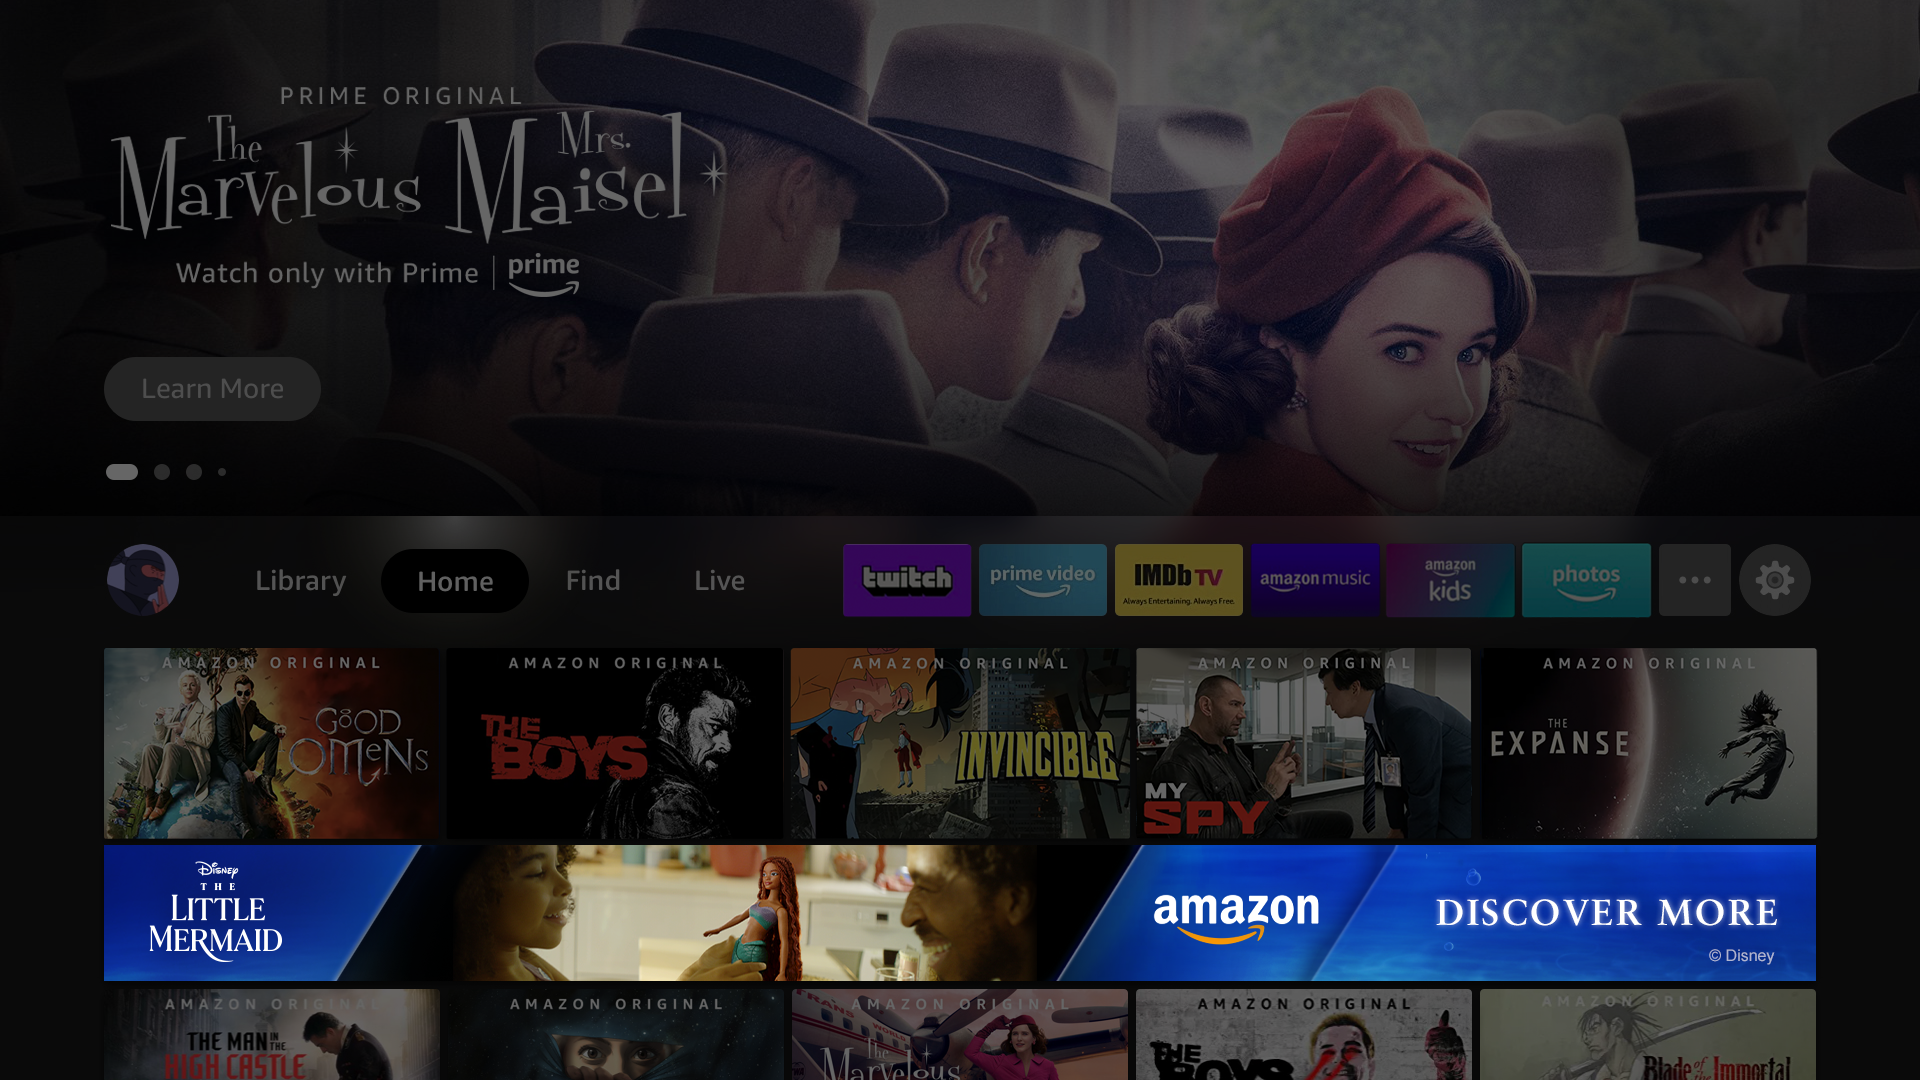 PRIME ORIGINAL
The Marvelous Mrs. Maisel
Watch only with Prime | prime
Learn More
Library
Home
Find
Live
twitch
prime video
IMDb TV
Always Entertaining. Always Free.
amazon music
amazon
kids
photos
AMAZON ORIGINAL
GOOD
OMENS
AMAZON ORIGINAL
THE
BOYS
AMAZON ORIGINAL
INVINCIBLE
AMAZON ORIGINAL
MY
SPY
AMAZON ORIGINAL
THE
EXPANSE
Disney
THE
LITTLE
MERMAID
amazon
DISCOVER MORE
© Disney
AMAZON ORIGINAL
THE MAN IN THE
HIGH CASTLE
AMAZON ORIGINAL
AMAZON ORIGINAL
TRANS WORLD
The
Marvelous
AMAZON ORIGINAL
THE
BOYS
AMAZON ORIGINAL
Blade of the Immortal